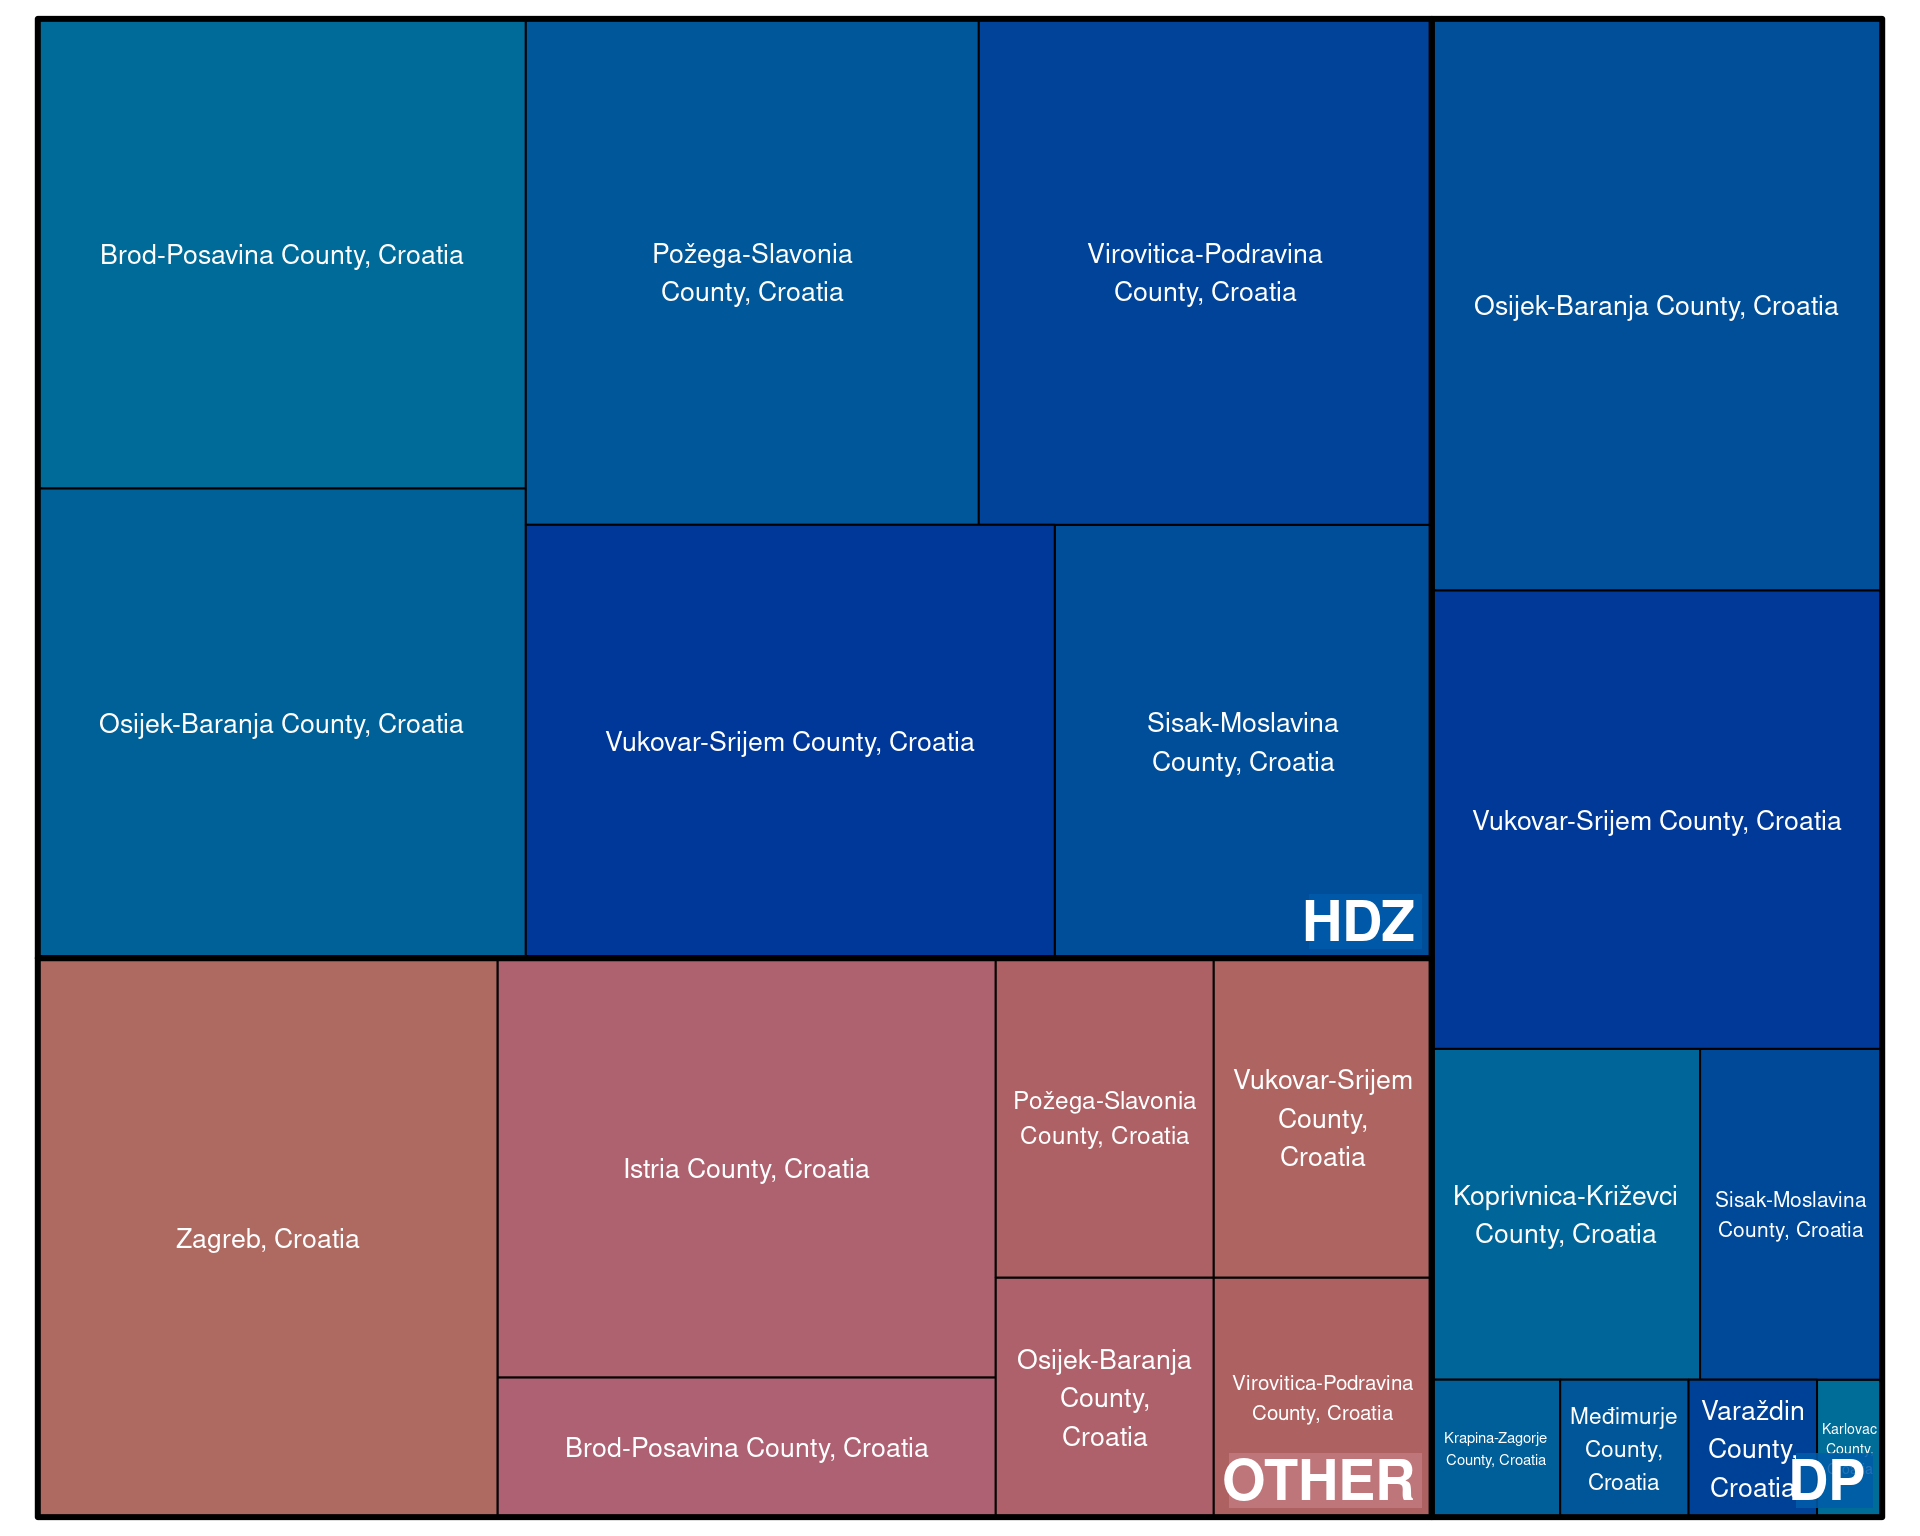 Brod-Posavina County, Croatia
Požega-Slavonia
County, Croatia
Virovitica-Podravina
County, Croatia
Osijek-Baranja County, Croatia
Vukovar-Srijem County, Croatia
Sisak-Moslavina
County, Croatia
HDZ
Osijek-Baranja County, Croatia
Vukovar-Srijem County, Croatia
Koprivnica-Križevci
County, Croatia
Sisak-Moslavina
County, Croatia
Krapina-Zagorje
County, Croatia
Međimurje
County,
Croatia
Varaždin
County,
Croatia
Karlovac
County,
DP
Zagreb, Croatia
Istria County, Croatia
Brod-Posavina County, Croatia
Požega-Slavonia
County, Croatia
Vukovar-Srijem
County,
Croatia
Osijek-Baranja
County,
Croatia
Virovitica-Podravina
County, Croatia
OTHER